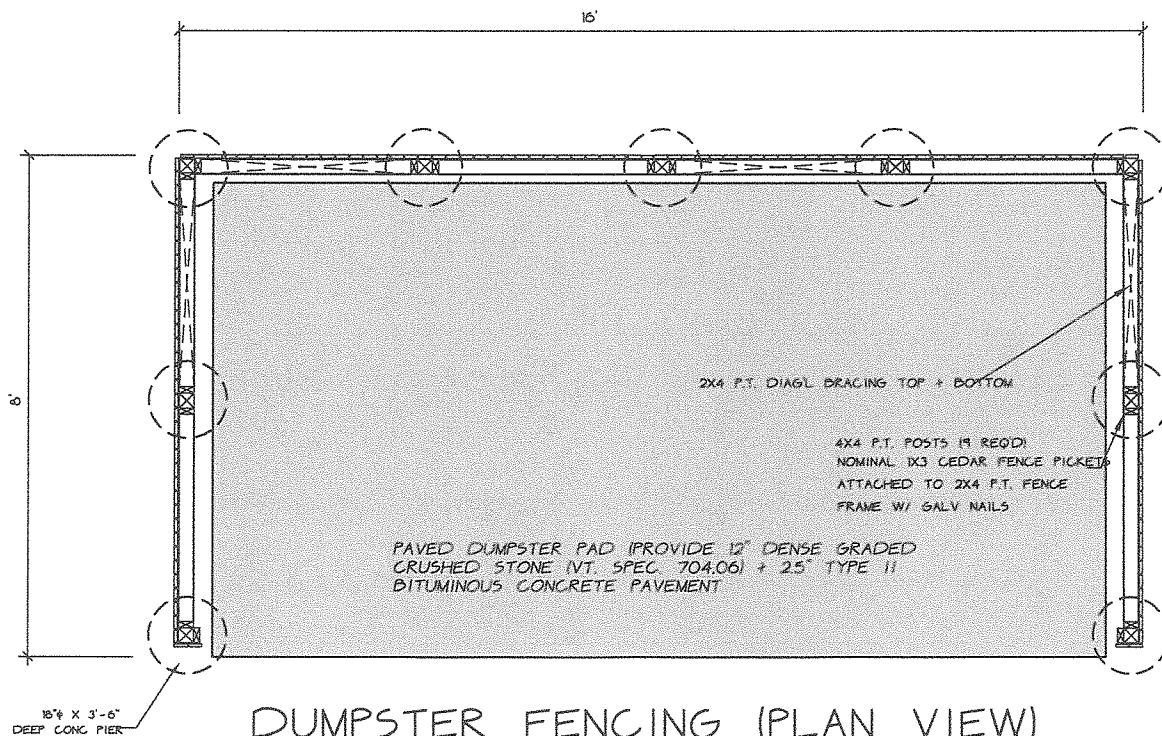 16'
8'
2X4 P.T. DIAG'L BRACING TOP + BOTTOM
4X4 P.T. POSTS (9 REQ'D)
NOMINAL 1X3 CEDAR FENCE PICKETS
ATTACHED TO 2X4 P.T. FENCE
FRAME W/ GALV NAILS
PAVED DUMPSTER PAD (PROVIDE 12" DENSE GRADED
CRUSHED STONE (VT. SPEC. 704.06) + 2.5" TYPE II
BITUMINOUS CONCRETE PAVEMENT
18"ϕ X 3'-6"
DEEP CONC PIER
DUMPSTER FENCING (PLAN VIEW)